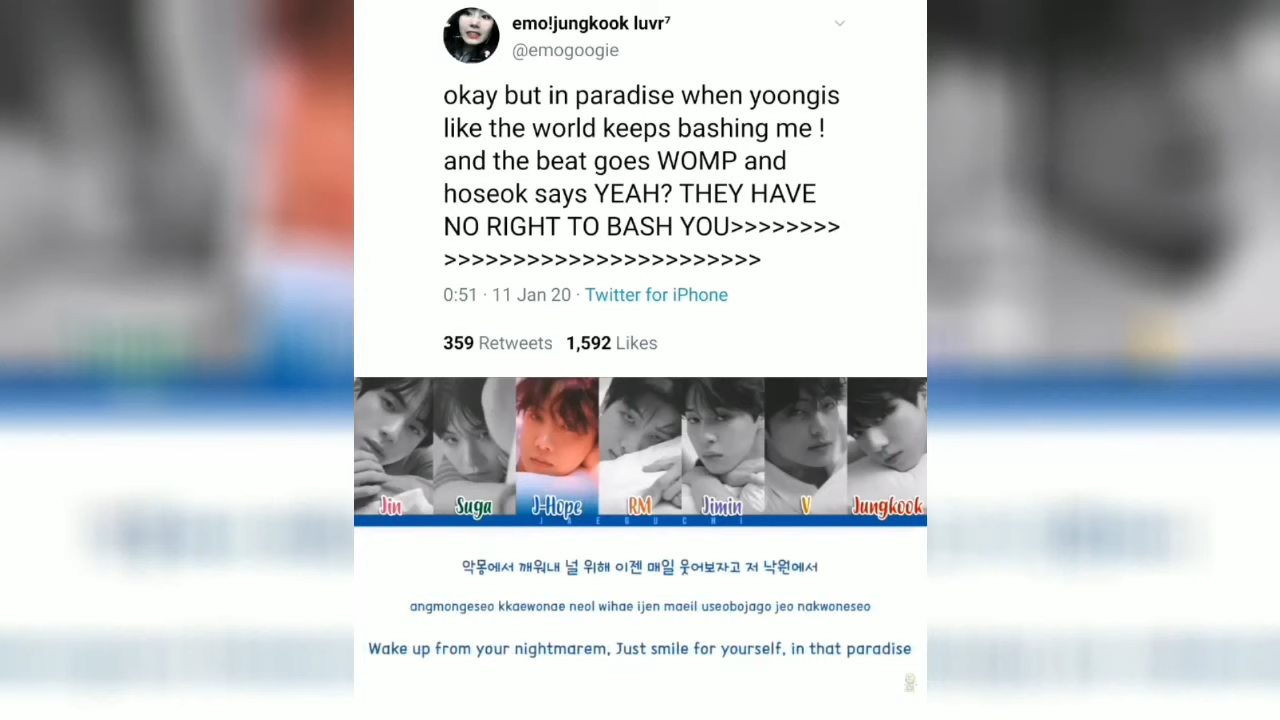 emo!jungkook luvr⁷
@emogoogie
okay but in paradise when yoongis
like the world keeps bashing me !
and the beat goes WOMP and
hoseok says YEAH? THEY HAVE
NO RIGHT TO BASH YOU>>>>>>>>
>>>>>>>>>>>>>>>>>>>>>>>
0:51 · 11 Jan 20 · Twitter for iPhone
359 Retweets 1,592 Likes
Jin Suga J-Hope RM Jimin V Jungkook
J A E G U C H I
악몽에서 깨워내 널 위해 이젠 매일 웃어보자고 저 낙원에서
angmongeseo kkaewonae neol wihae ijen maeil useobojago jeo nakwoneseo
Wake up from your nightmarem, Just smile for yourself, in that paradise